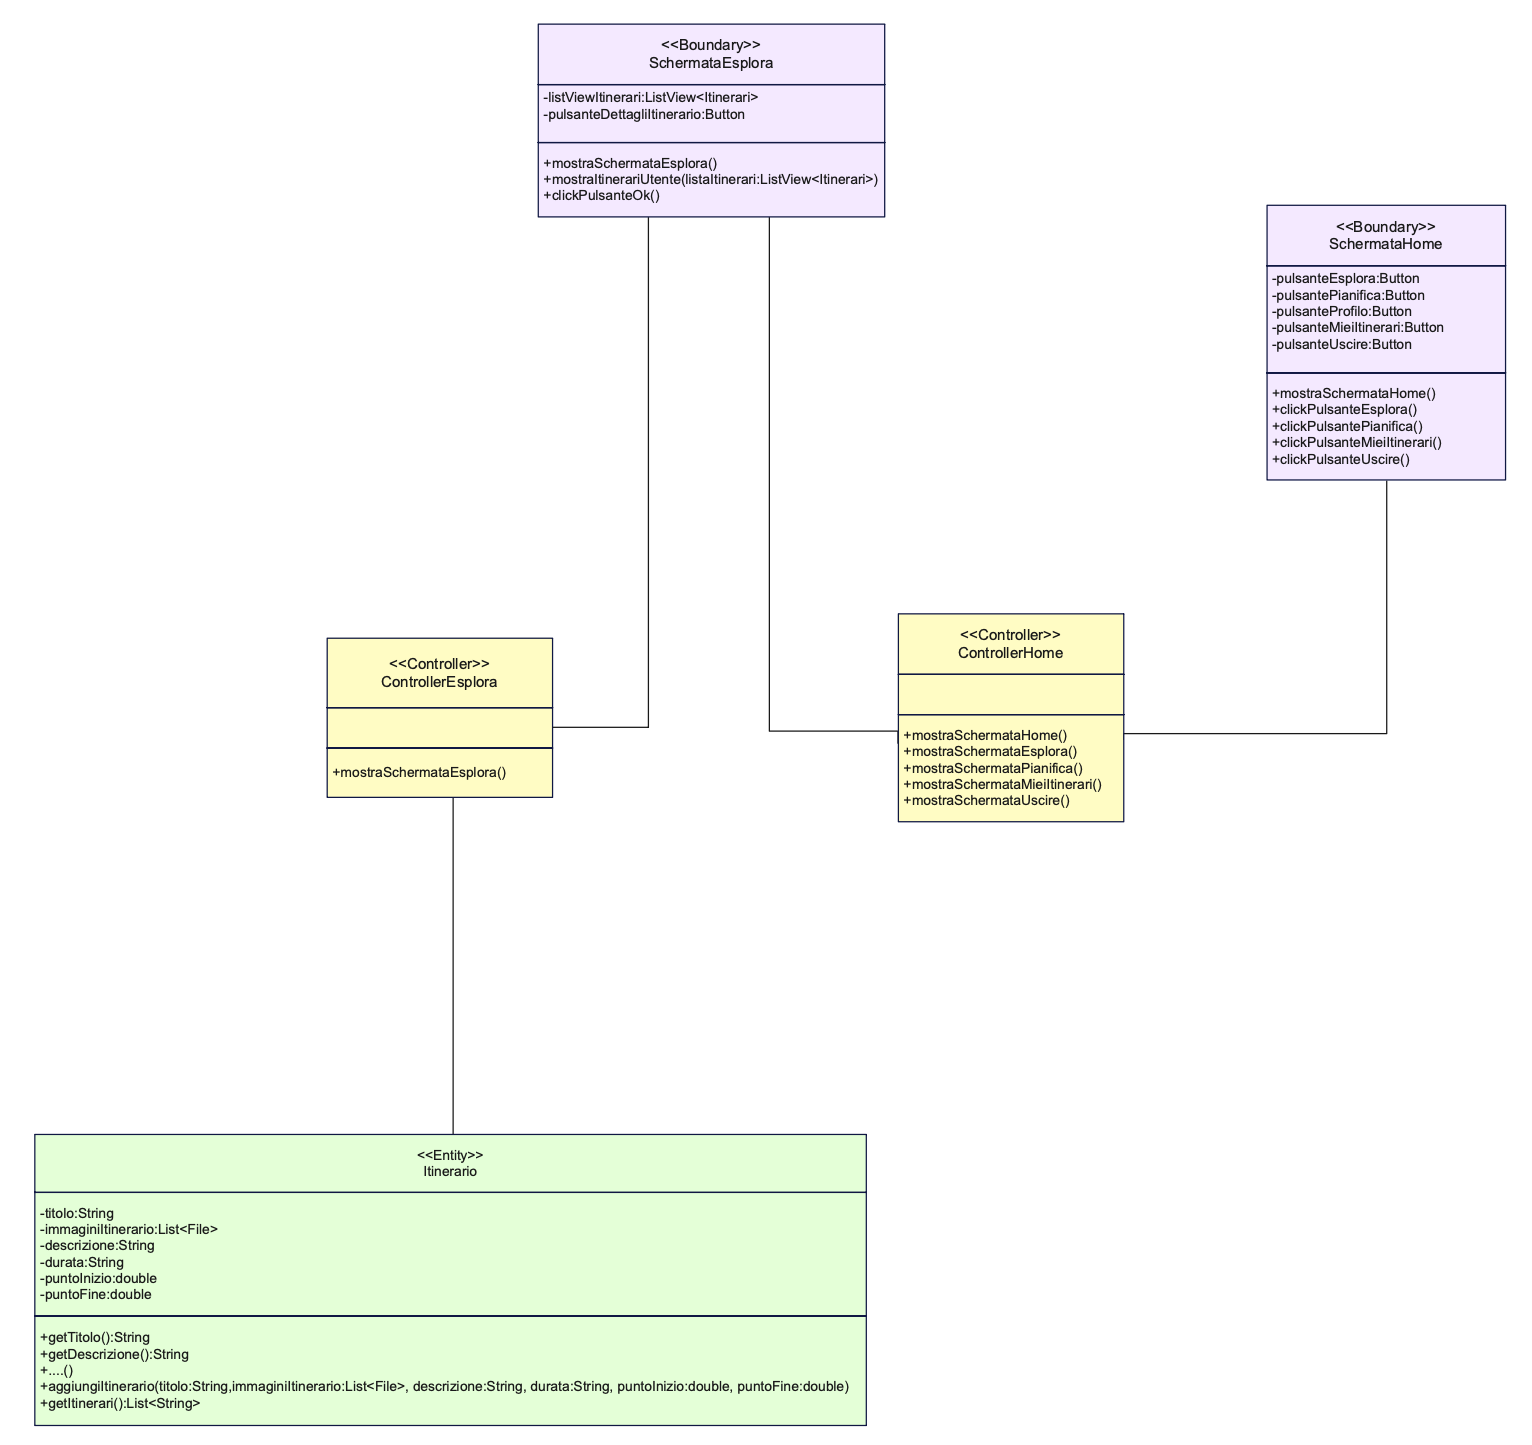 <<Boundary>>
SchermataEsplora
-listViewItinerari:ListView<Itinerari>
-pulsanteDettagliItinerario:Button
+mostraSchermataEsplora()
+mostraItinerariUtente(listaItinerari:ListView<Itinerari>)
+clickPulsanteOk()
<<Boundary>>
SchermataHome
-pulsanteEsplora:Button
-pulsantePianifica:Button
-pulsanteProfilo:Button
-pulsanteMieiItinerari:Button
-pulsanteUscire:Button
+mostraSchermataHome()
+clickPulsanteEsplora()
+clickPulsantePianifica()
+clickPulsanteMieiItinerari()
+clickPulsanteUscire()
<<Controller>>
ControllerEsplora
+mostraSchermataEsplora()
<<Controller>>
ControllerHome
+mostraSchermataHome()
+mostraSchermataEsplora()
+mostraSchermataPianifica()
+mostraSchermataMieiItinerari()
+mostraSchermataUscire()
<<Entity>>
Itinerario
-titolo:String
-immaginiItinerario:List<File>
-descrizione:String
-durata:String
-puntoInizio:double
-puntoFine:double
+getTitolo():String
+getDescrizione():String
+....()
+aggiungiItinerario(titolo:String,immaginiItinerario:List<File>, descrizione:String, durata:String, puntoInizio:double, puntoFine:double)
+getItinerari():List<String>